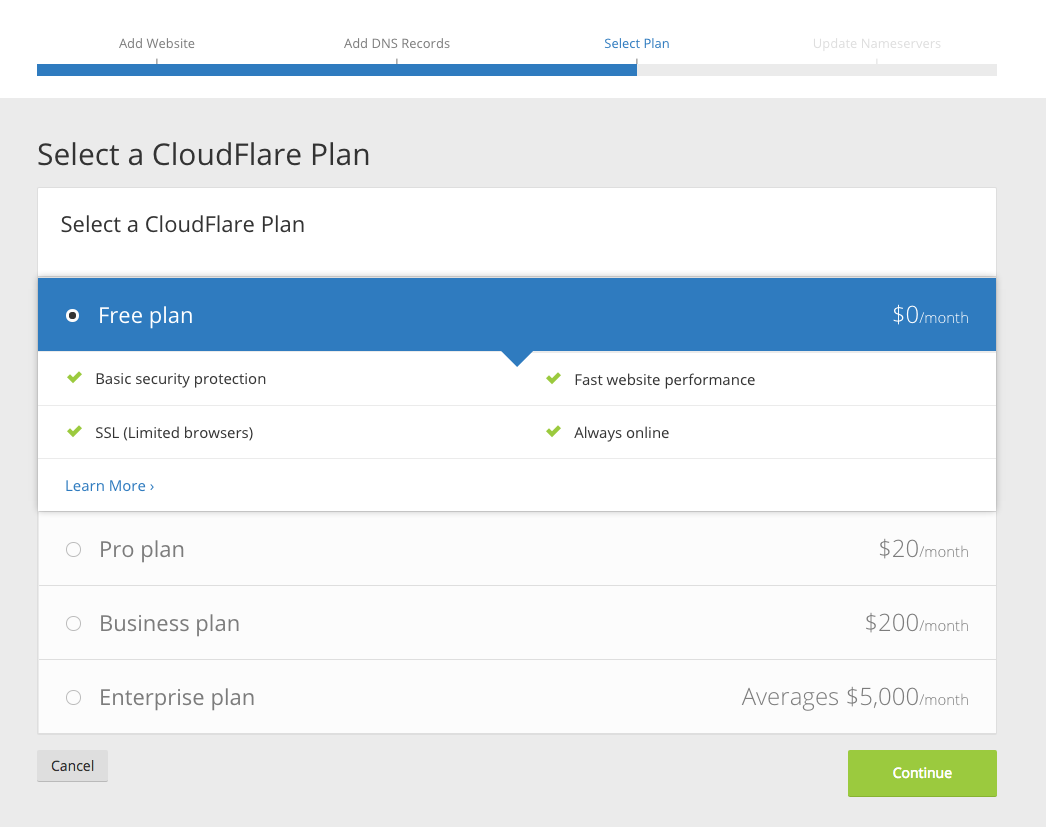 Add Website
Add DNS Records
Select Plan
Update Nameservers
Select a CloudFlare Plan
Select a CloudFlare Plan
Free plan
$0/month
Basic security protection
Fast website performance
SSL (Limited browsers)
Always online
Learn More ›
Pro plan
$20/month
Business plan
$200/month
Enterprise plan
Averages $5,000/month
Cancel
Continue